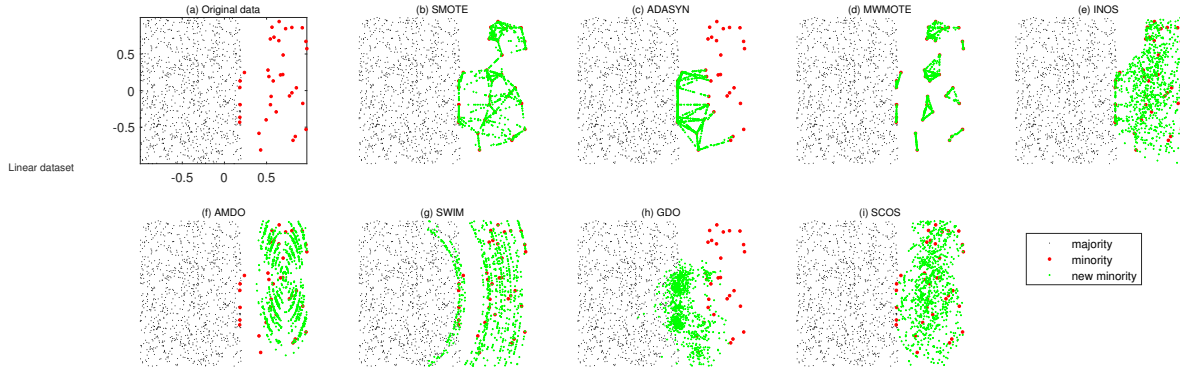 (a) Original data
(b) SMOTE
(c) ADASYN
(d) MWMOTE
(e) INOS
0.5
0
-0.5
Linear dataset
-0.5 0 0.5
(f) AMDO
(g) SWIM
(h) GDO
(i) SCOS
majority
minority
new minority